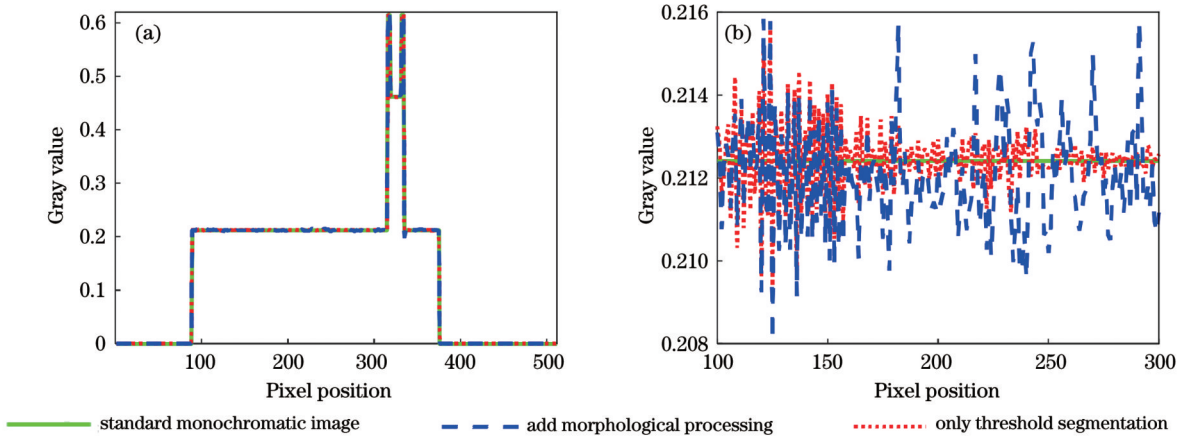 (a)
Gray value
0.6
0.5
0.4
0.3
0.2
0.1
0
100
200
300
400
500
Pixel position
(b)
Gray value
0.216
0.214
0.212
0.210
0.208
100
150
200
250
300
Pixel position
standard monochromatic image
add morphological processing
only threshold segmentation